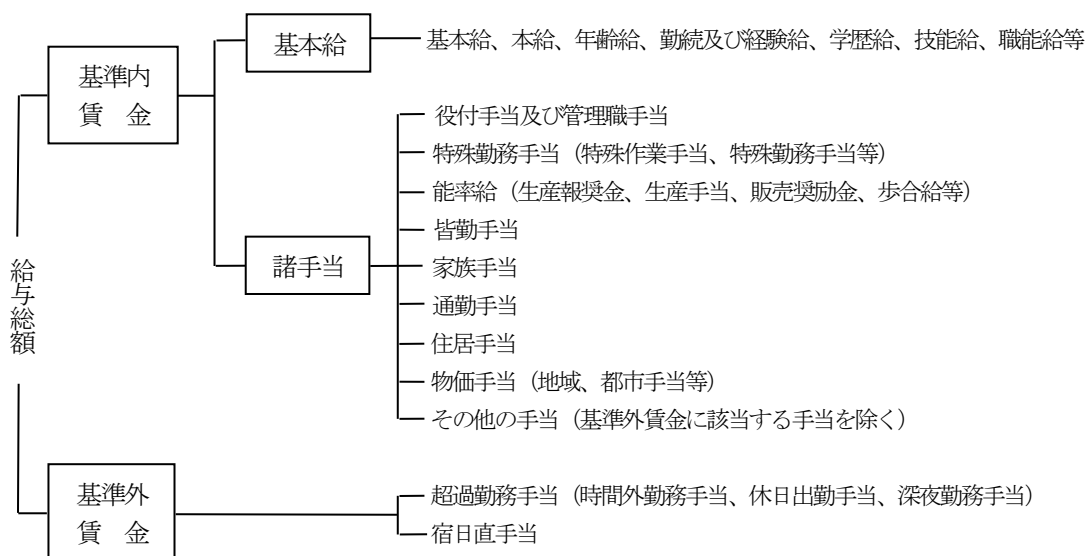 基本給
基本給、本給、年齢給、勤続及び経験給、学歴給、技能給、職能給等
基準内
賃　金
役付手当及び管理職手当
特殊勤務手当（特殊作業手当、特殊勤務手当等）
能率給（生産報奨金、生産手当、販売奨励金、歩合給等）
皆勤手当
諸手当
家族手当
通勤手当
住居手当
物価手当（地域、都市手当等）
その他の手当（基準外賃金に該当する手当を除く）
給与総額
基準外
賃　金
超過勤務手当（時間外勤務手当、休日出勤手当、深夜勤務手当）
宿日直手当